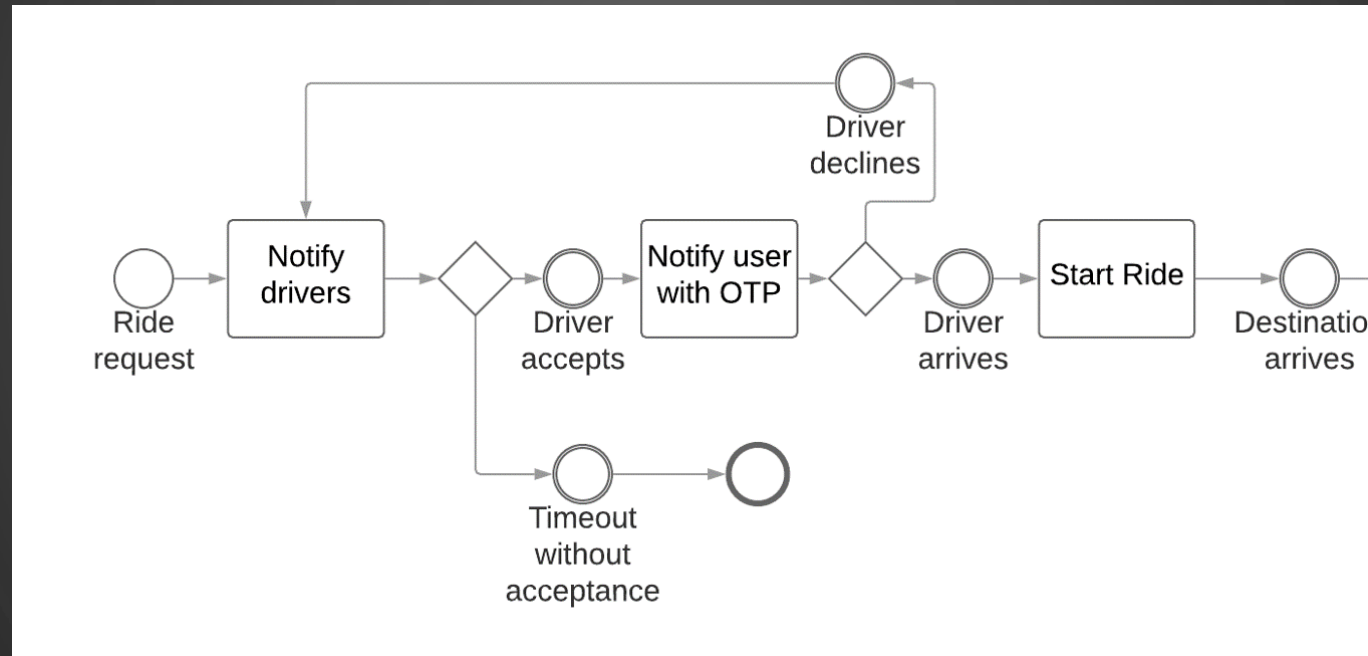 Driver
declines
Notify
drivers
Notify user
with OTP
Start Ride
Ride
request
Driver
accepts
Driver
arrives
Destinatio
arrives
Timeout
without
acceptance